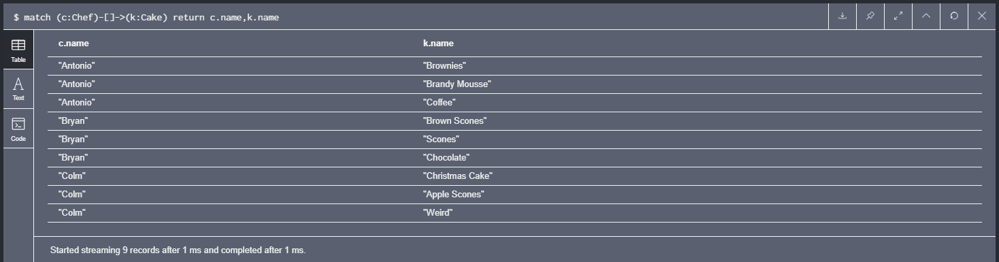 $ match (c:Chef)-[]->(k:Cake) return c.name,k.name
Table
Text
Code
c.name k.name
"Antonio" "Brownies"
"Antonio" "Brandy Mousse"
"Antonio" "Coffee"
"Bryan" "Brown Scones"
"Bryan" "Scones"
"Bryan" "Chocolate"
"Colm" "Christmas Cake"
"Colm" "Apple Scones"
"Colm" "Weird"
Started streaming 9 records after 1 ms and completed after 1 ms.